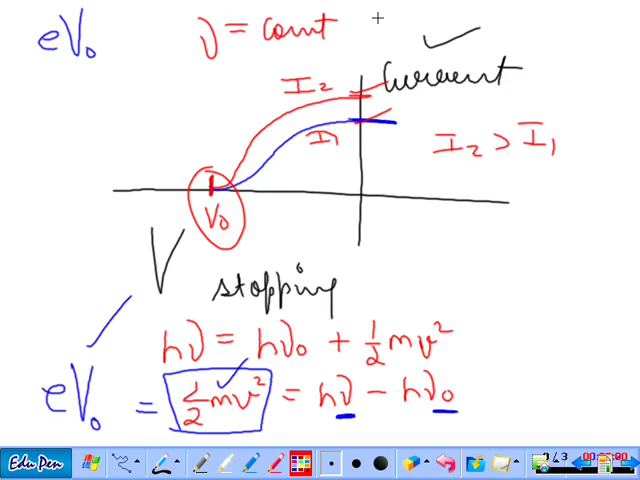 eV₀ ν = const
I₂ Current
I₁ I₂ > I₁
V₀
V
stopping
hν = hν₀ + ½mv²
eV₀ = ½mv² = hν − hν₀
Edu Pen